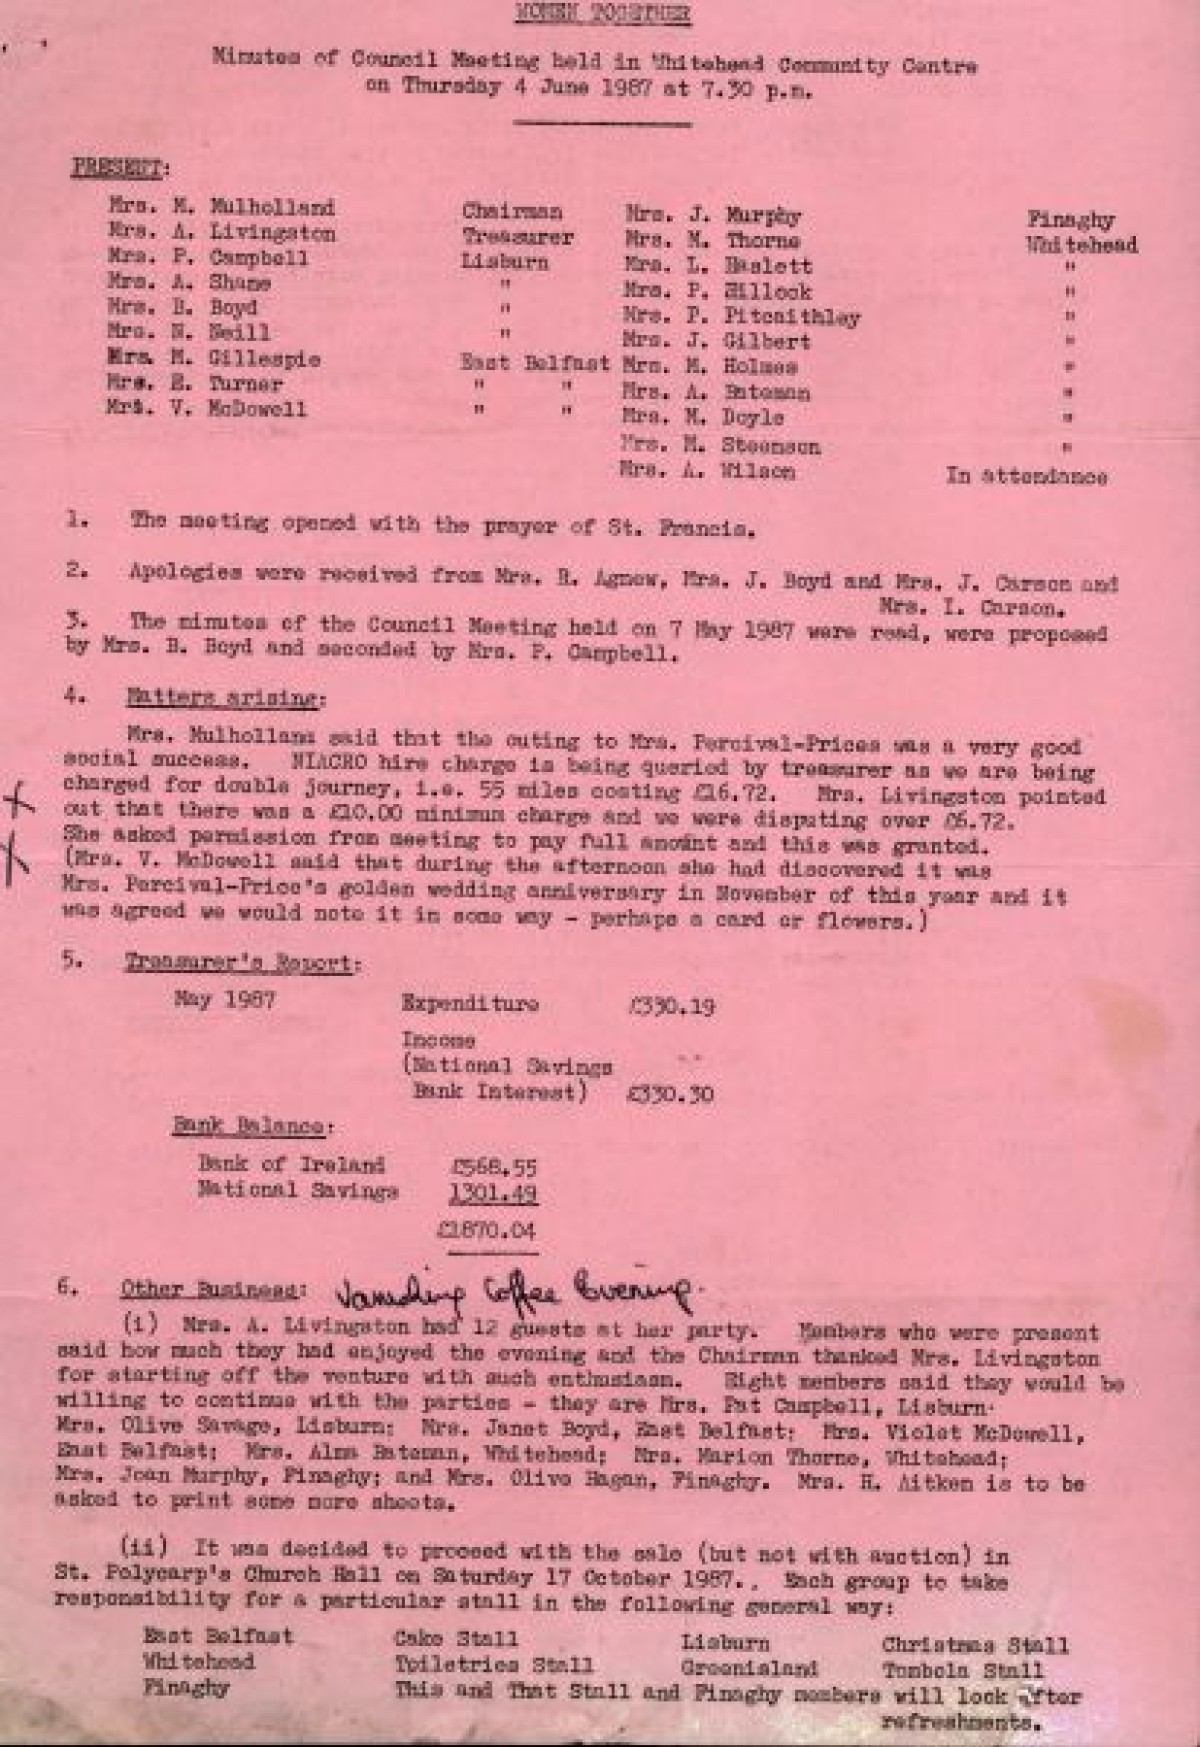 WOMEN TOGETHER
Minutes of Council Meeting held in Whitehead Community Centre
on Thursday 4 June 1987 at 7.30 p.m.
PRESENT:
Mrs. M. Mulholland Chairman Mrs. J. Murphy Finaghy
Mrs. A. Livingston Treasurer Mrs. M. Thorne Whitehead
Mrs. P. Campbell Lisburn Mrs. L. Haslett "
Mrs. A. Shane " Mrs. P. Hillock "
Mrs. B. Boyd " Mrs. P. Pitcaithley "
Mrs. N. Neill " Mrs. J. Gilbert "
Mrs. M. Gillespie East Belfast Mrs. M. Holmes "
Mrs. E. Turner " " Mrs. A. Bateman "
Mrs. V. McDowell " " Mrs. M. Doyle "
Mrs. M. Steenson "
Mrs. A. Wilson In attendance
1. The meeting opened with the prayer of St. Francis.
2. Apologies were received from Mrs. R. Agnew, Mrs. J. Boyd and Mrs. J. Carson and
Mrs. I. Carson.
3. The minutes of the Council Meeting held on 7 May 1987 were read, were proposed
by Mrs. B. Boyd and seconded by Mrs. P. Campbell.
4. Matters arising:
Mrs. Mulholland said that the outing to Mrs. Percival-Prices was a very good
social success. NIACRO hire charge is being queried by treasurer as we are being
charged for double journey, i.e. 55 miles costing £16.72. Mrs. Livingston pointed
out that there was a £10.00 minimum charge and we were disputing over £6.72.
She asked permission from meeting to pay full amount and this was granted.
(Mrs. V. McDowell said that during the afternoon she had discovered it was
Mrs. Percival-Price's golden wedding anniversary in November of this year and it
was agreed we would note it in some way - perhaps a card or flowers.)
5. Treasurer's Report:
May 1987 Expenditure £330.19
Income
(National Savings
Bank Interest) £330.30
Bank Balance:
Bank of Ireland £568.55
National Savings 1301.49
£1870.04
6. Other Business: Vanishing Coffee Evening.
(i) Mrs. A. Livingston had 12 guests at her party. Members who were present
said how much they had enjoyed the evening and the Chairman thanked Mrs. Livingston
for starting off the venture with such enthusiasm. Eight members said they would be
willing to continue with the parties - they are Mrs. Pat Campbell, Lisburn.
Mrs. Olive Savage, Lisburn; Mrs. Janet Boyd, East Belfast; Mrs. Violet McDowell,
East Belfast; Mrs. Alma Bateman, Whitehead; Mrs. Marion Thorne, Whitehead;
Mrs. Joan Murphy, Finaghy; and Mrs. Olive Hagan, Finaghy. Mrs. H. Aitken is to be
asked to print some more sheets.
(ii) It was decided to proceed with the sale (but not with auction) in
St. Polycarp's Church Hall on Saturday 17 October 1987.. Each group to take
responsibility for a particular stall in the following general way:
East Belfast Cake Stall Lisburn Christmas Stall
Whitehead Toiletries Stall Greenisland Tombola Stall
Finaghy This and That Stall and Finaghy members will look after
refreshments.